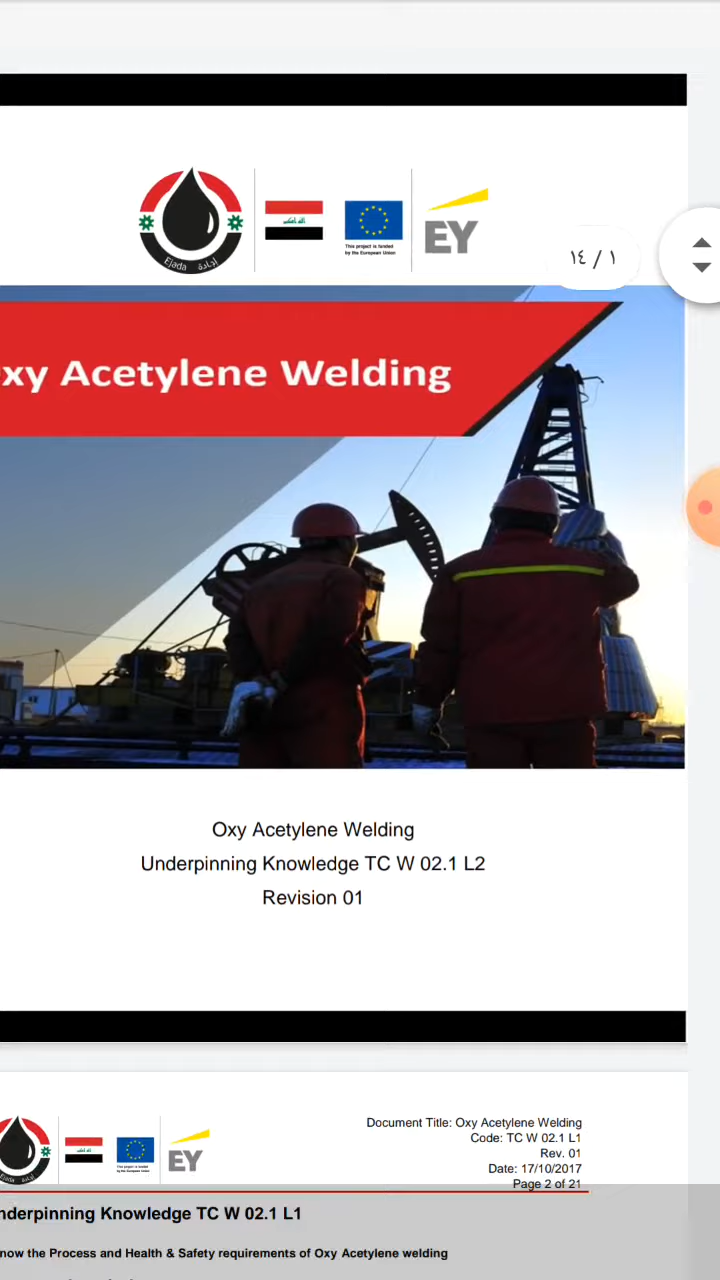 Ejada إجادة
الله أكبر
This project is funded
by the European Union
EY
١ / ١٤
xy Acetylene Welding
Oxy Acetylene Welding
Underpinning Knowledge TC W 02.1 L2
Revision 01
EY
Document Title: Oxy Acetylene Welding
Code: TC W 02.1 L1
Rev. 01
Date: 17/10/2017
Page 2 of 21
nderpinning Knowledge TC W 02.1 L1
now the Process and Health & Safety requirements of Oxy Acetylene welding